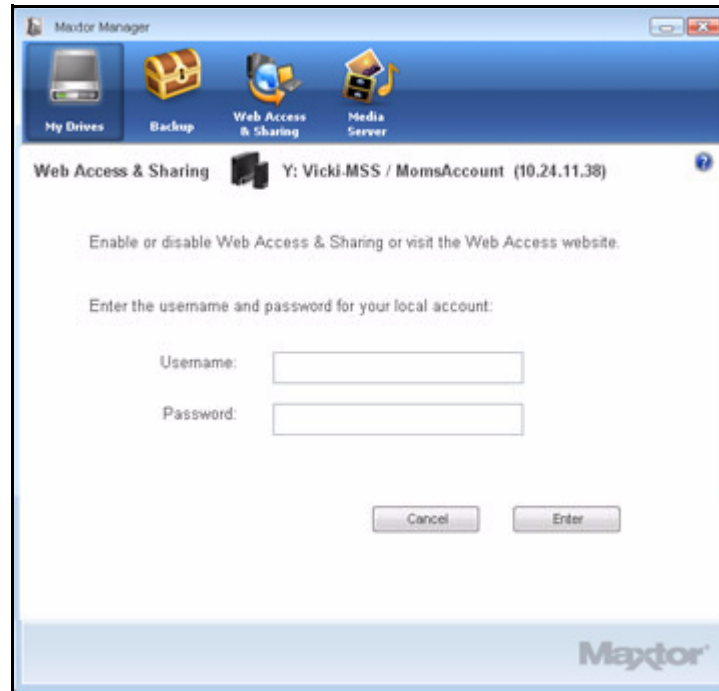 Maxtor Manager
My Drives
Backup
Web Access
& Sharing
Media
Server
Web Access & Sharing
Y: Vicki-MSS / MomsAccount (10.24.11.38)
?
Enable or disable Web Access & Sharing or visit the Web Access website.
Enter the username and password for your local account:
Username:
Password:
Cancel
Enter
Maxtor